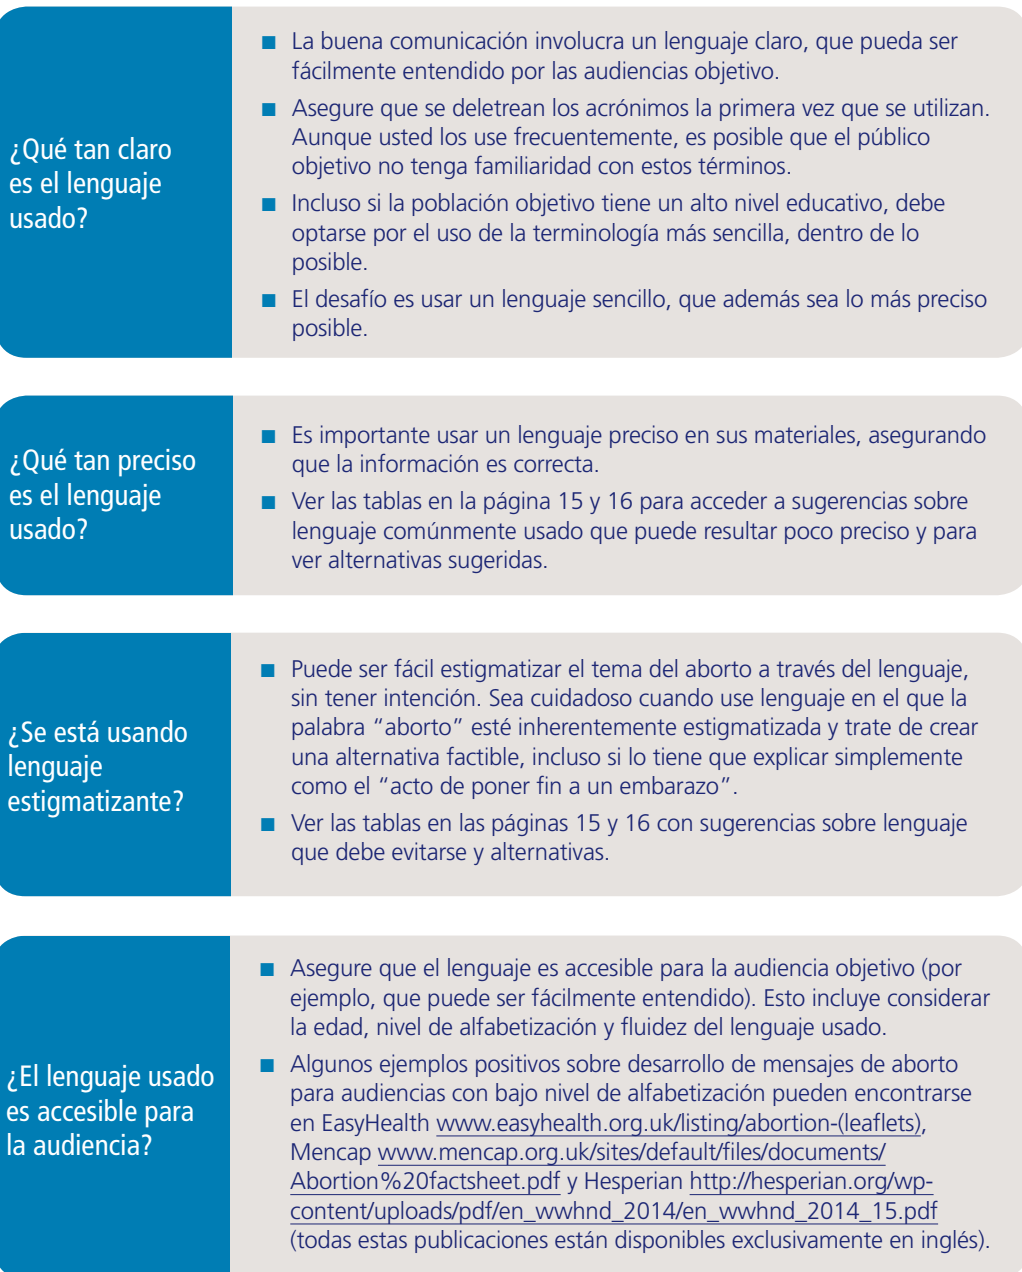 ¿Qué tan claro
es el lenguaje
usado?
■ La buena comunicación involucra un lenguaje claro, que pueda ser
fácilmente entendido por las audiencias objetivo.
■ Asegure que se deletrean los acrónimos la primera vez que se utilizan.
Aunque usted los use frecuentemente, es posible que el público
objetivo no tenga familiaridad con estos términos.
■ Incluso si la población objetivo tiene un alto nivel educativo, debe
optarse por el uso de la terminología más sencilla, dentro de lo
posible.
■ El desafío es usar un lenguaje sencillo, que además sea lo más preciso
posible.
¿Qué tan preciso
es el lenguaje
usado?
■ Es importante usar un lenguaje preciso en sus materiales, asegurando
que la información es correcta.
■ Ver las tablas en la página 15 y 16 para acceder a sugerencias sobre
lenguaje comúnmente usado que puede resultar poco preciso y para
ver alternativas sugeridas.
¿Se está usando
lenguaje
estigmatizante?
■ Puede ser fácil estigmatizar el tema del aborto a través del lenguaje,
sin tener intención. Sea cuidadoso cuando use lenguaje en el que la
palabra “aborto” esté inherentemente estigmatizada y trate de crear
una alternativa factible, incluso si lo tiene que explicar simplemente
como el “acto de poner fin a un embarazo”.
■ Ver las tablas en las páginas 15 y 16 con sugerencias sobre lenguaje
que debe evitarse y alternativas.
¿El lenguaje usado
es accesible para
la audiencia?
■ Asegure que el lenguaje es accesible para la audiencia objetivo (por
ejemplo, que puede ser fácilmente entendido). Esto incluye considerar
la edad, nivel de alfabetización y fluidez del lenguaje usado.
■ Algunos ejemplos positivos sobre desarrollo de mensajes de aborto
para audiencias con bajo nivel de alfabetización pueden encontrarse
en EasyHealth www.easyhealth.org.uk/listing/abortion-(leaflets),
Mencap www.mencap.org.uk/sites/default/files/documents/
Abortion%20factsheet.pdf y Hesperian http://hesperian.org/wp-
content/uploads/pdf/en_wwhnd_2014/en_wwhnd_2014_15.pdf
(todas estas publicaciones están disponibles exclusivamente en inglés).